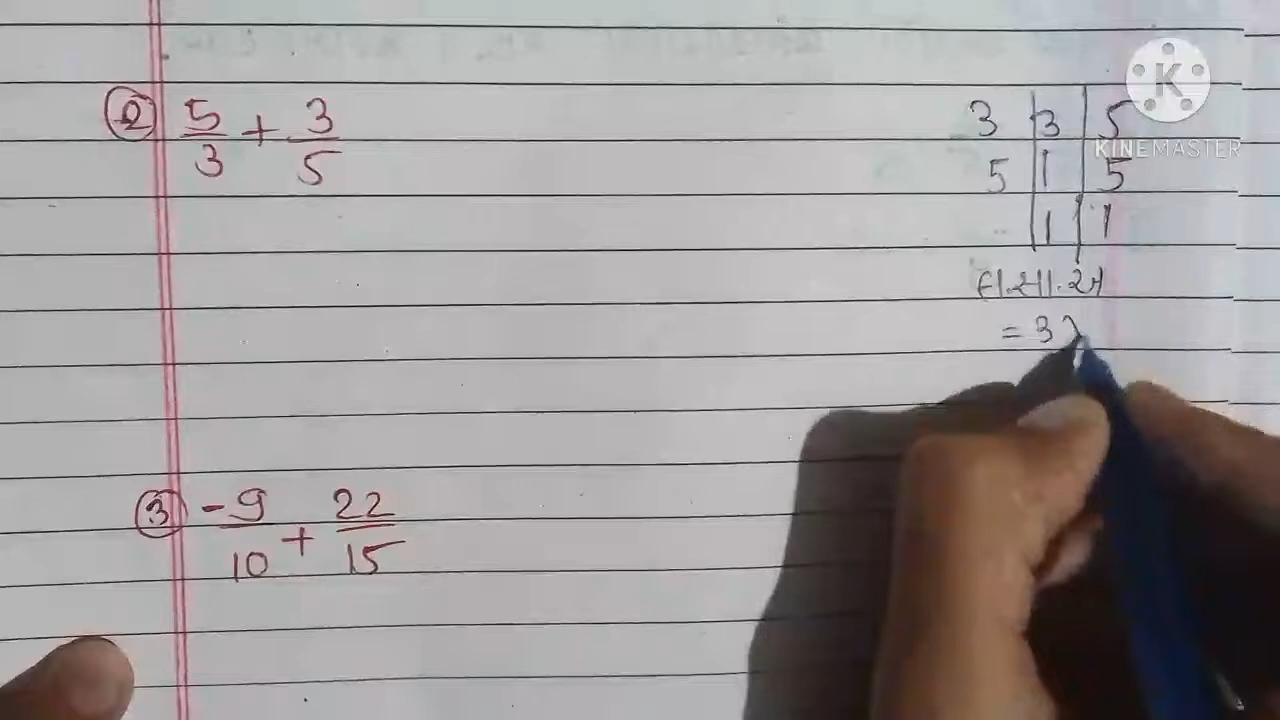 ② 5/3 + 3/5
3 | 3 | 5
5 | 1 | 5
| 1 | 1
લ.સા.અ
= 3 ×
③ -9/10 + 22/15
K
KINEMASTER